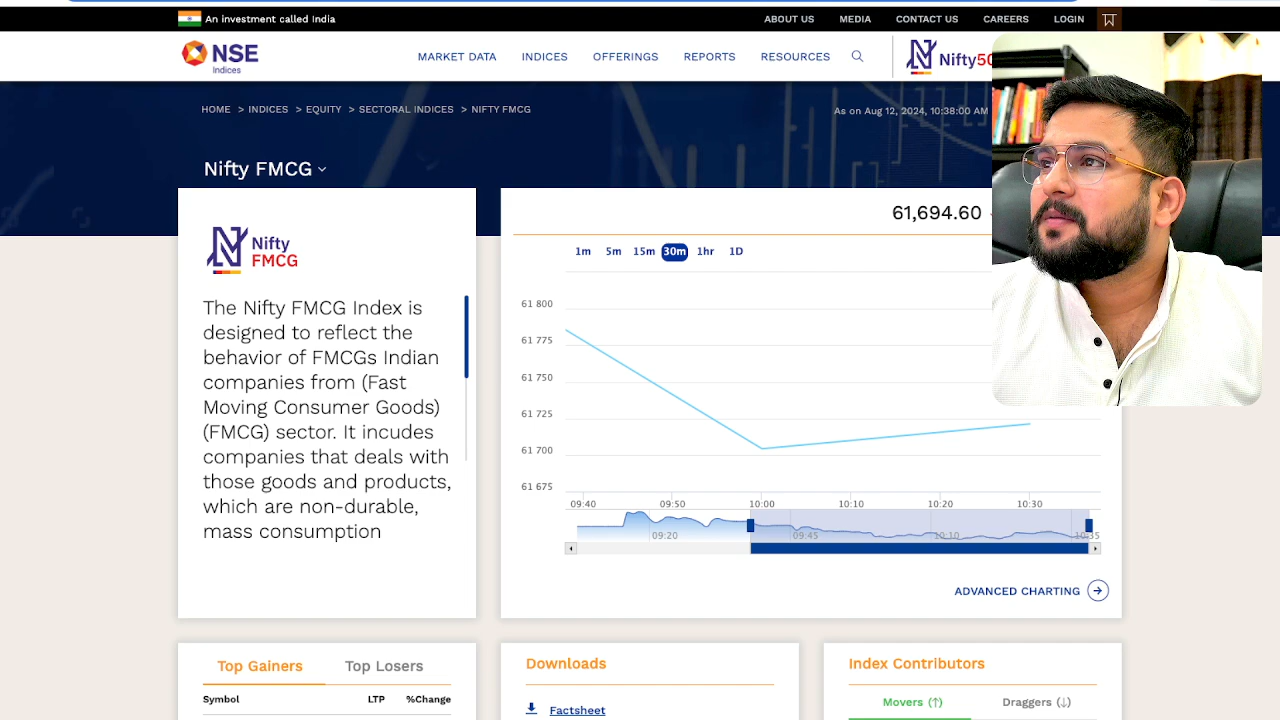 An investment called India
ABOUT US MEDIA CONTACT US CAREERS LOGIN
NSE
Indices
MARKET DATA INDICES OFFERINGS REPORTS RESOURCES
HOME > INDICES > EQUITY > SECTORAL INDICES > NIFTY FMCG
As on Aug 12, 2024, 10:38:00 AM
Nifty FMCG
Nifty
FMCG
The Nifty FMCG Index is
designed to reflect the
behavior of FMCGs Indian
companies from (Fast
Moving Consumer Goods)
(FMCG) sector. It incudes
companies that deals with
those goods and products,
which are non-durable,
mass consumption
61,694.60
1m 5m 15m 30m 1hr 1D
61 800
61 775
61 750
61 725
61 700
61 675
09:40 09:50 10:00 10:10 10:20 10:30
09:20 09:45 10:10 10:35
ADVANCED CHARTING
Top Gainers Top Losers
Symbol LTP %Change
Downloads
Factsheet
Index Contributors
Movers (↑) Draggers (↓)